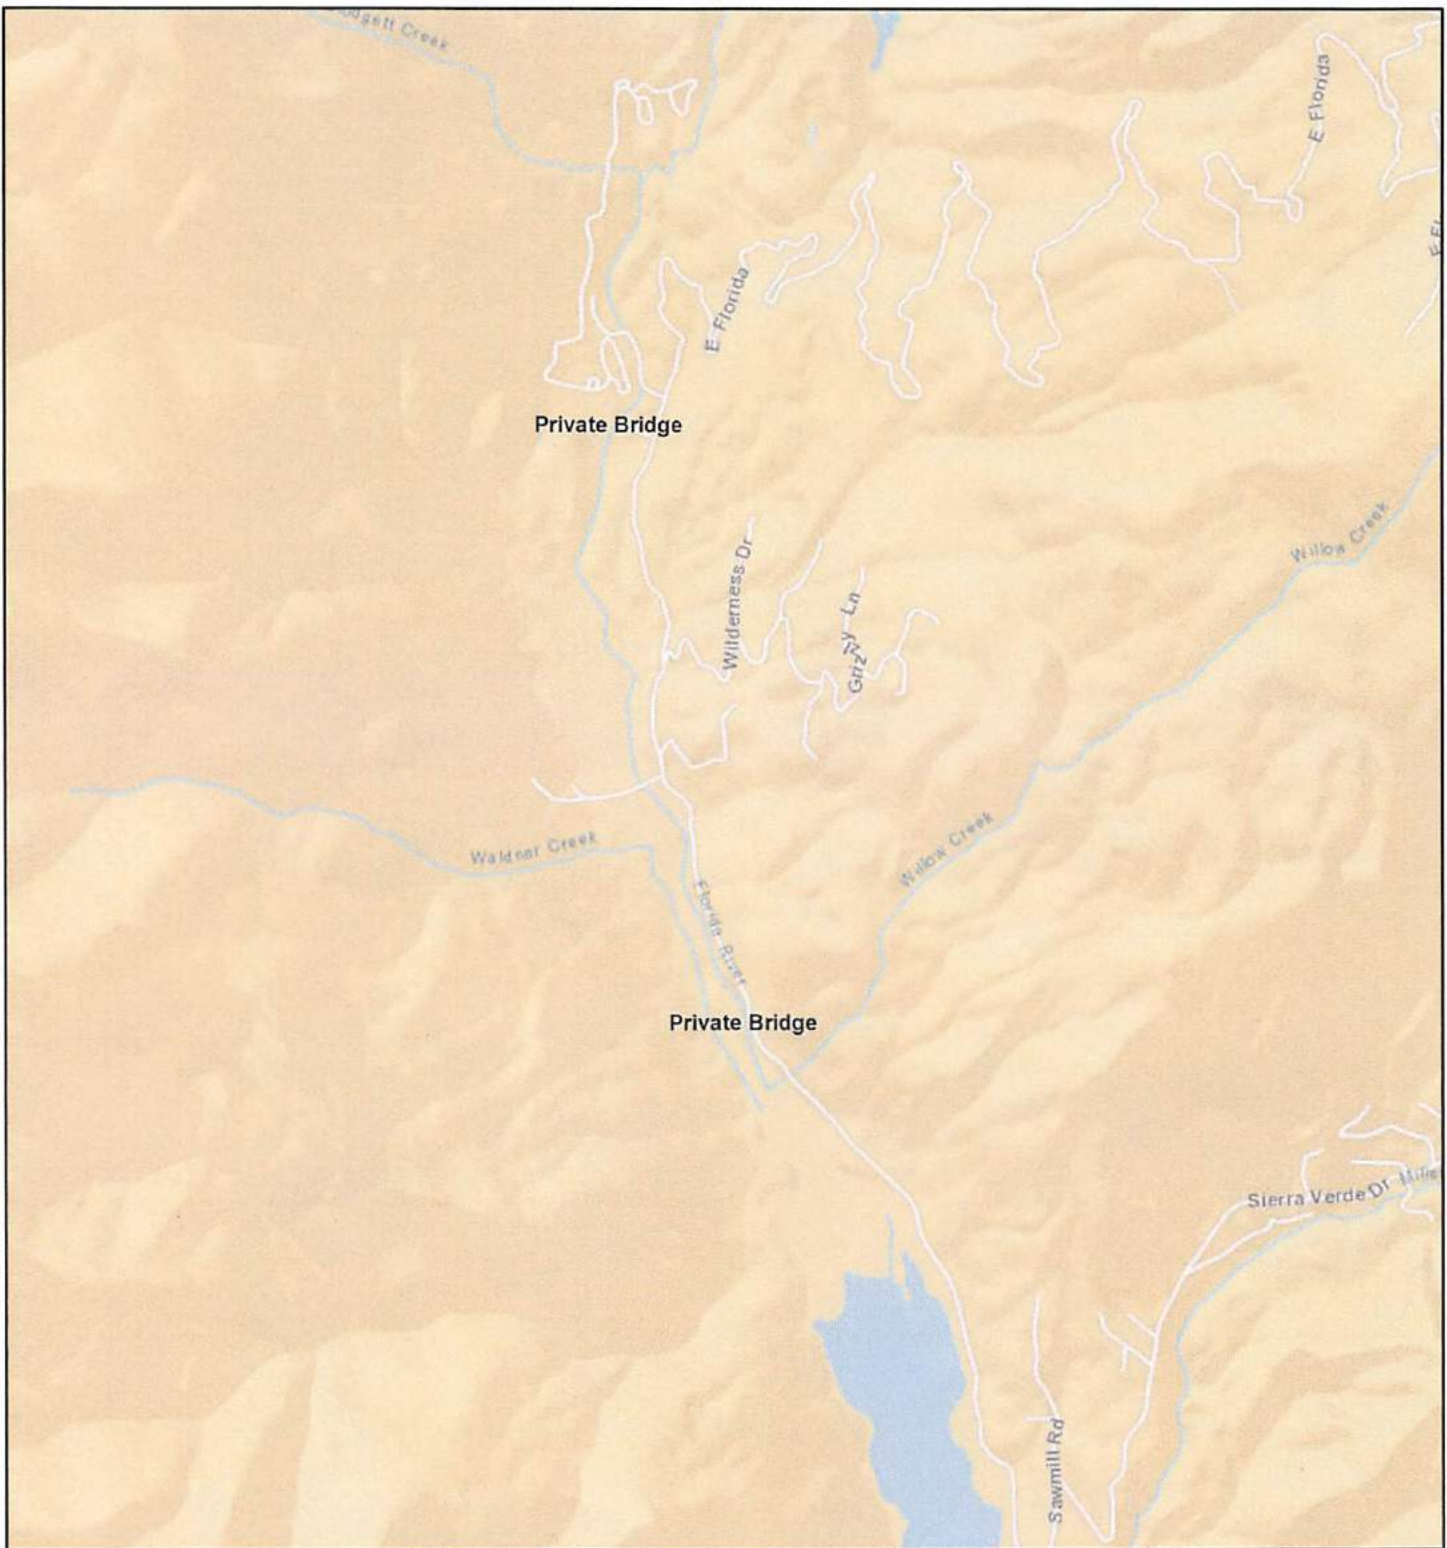 Creek
E Florida
E Florida
Private Bridge
Willow Creek
Wilderness Dr
Grizzly Ln
Waldner Creek
Willow Creek
Florida River
Private Bridge
Sierra Verde Dr
Sawmill Rd